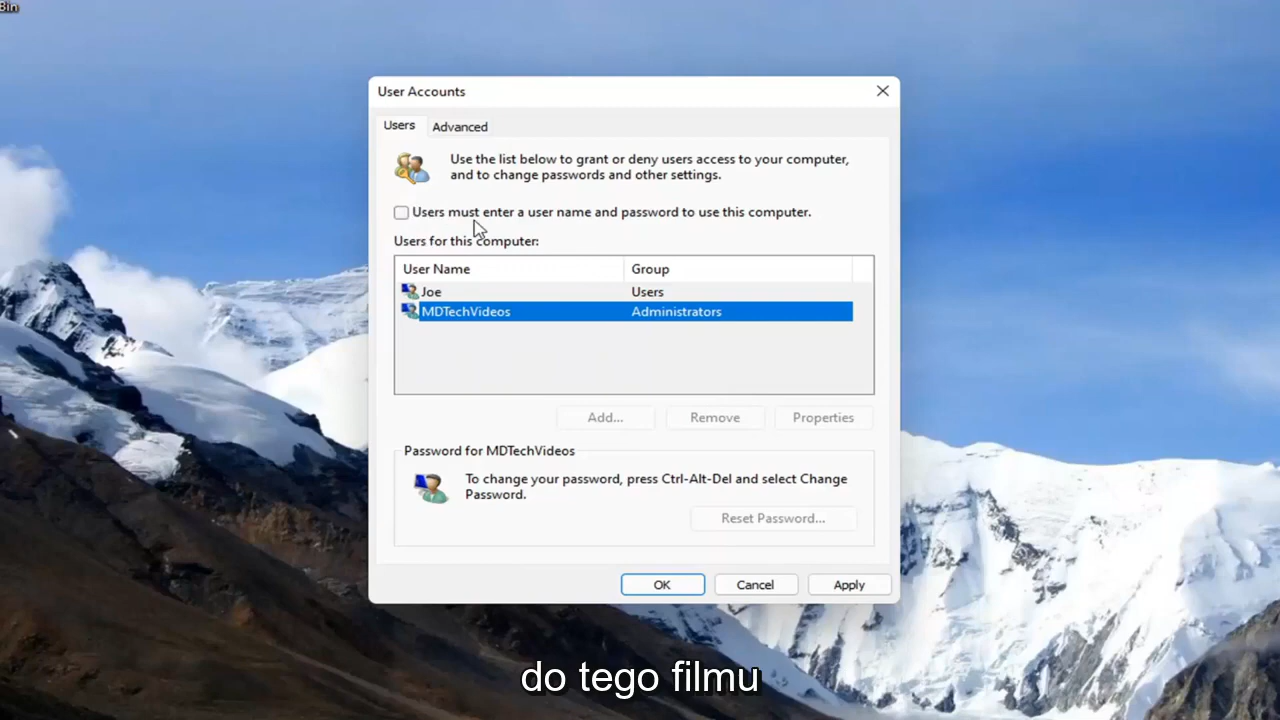 Bin
User Accounts
Users
Advanced
Use the list below to grant or deny users access to your computer,
and to change passwords and other settings.
Users must enter a user name and password to use this computer.
Users for this computer:
User Name Group
Joe Users
MDTechVideos Administrators
Add... Remove Properties
Password for MDTechVideos
To change your password, press Ctrl-Alt-Del and select Change
Password.
Reset Password...
OK Cancel Apply
do tego filmu